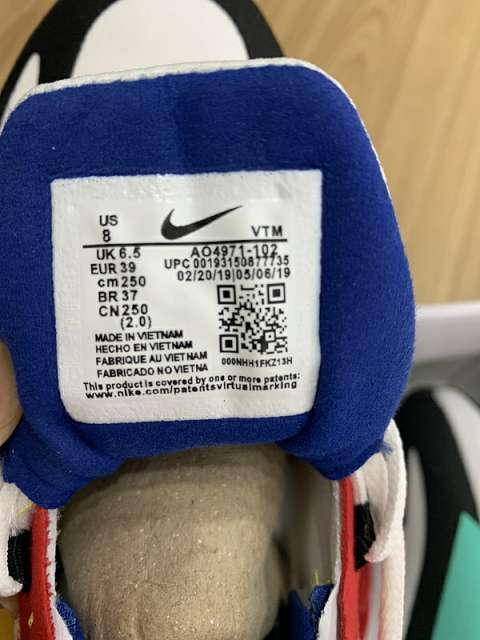 US
8
VTM
UK 6.5
AO4971-102
EUR 39
UPC 00193150877735
cm 250
02/20/19|05/06/19
BR 37
CN 250
(2.0)
MADE IN VIETNAM
HECHO EN VIETNAM
FABRIQUE AU VIETNAM
FABRICADO NO VIETNA
000NHH1FKZ13H
This product is covered by one or more patents:
www.nike.com/patentsvirtualmarking